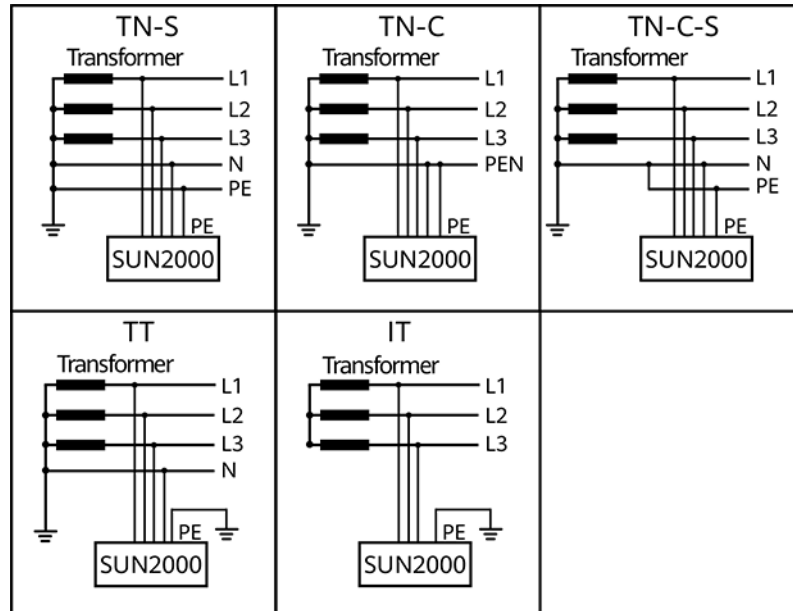 TN-S
Transformer
L1
L2
L3
N
PE
PE
SUN2000
TN-C
Transformer
L1
L2
L3
PEN
PE
SUN2000
TN-C-S
Transformer
L1
L2
L3
N
PE
PE
SUN2000
TT
Transformer
L1
L2
L3
N
PE
SUN2000
IT
Transformer
L1
L2
L3
PE
SUN2000